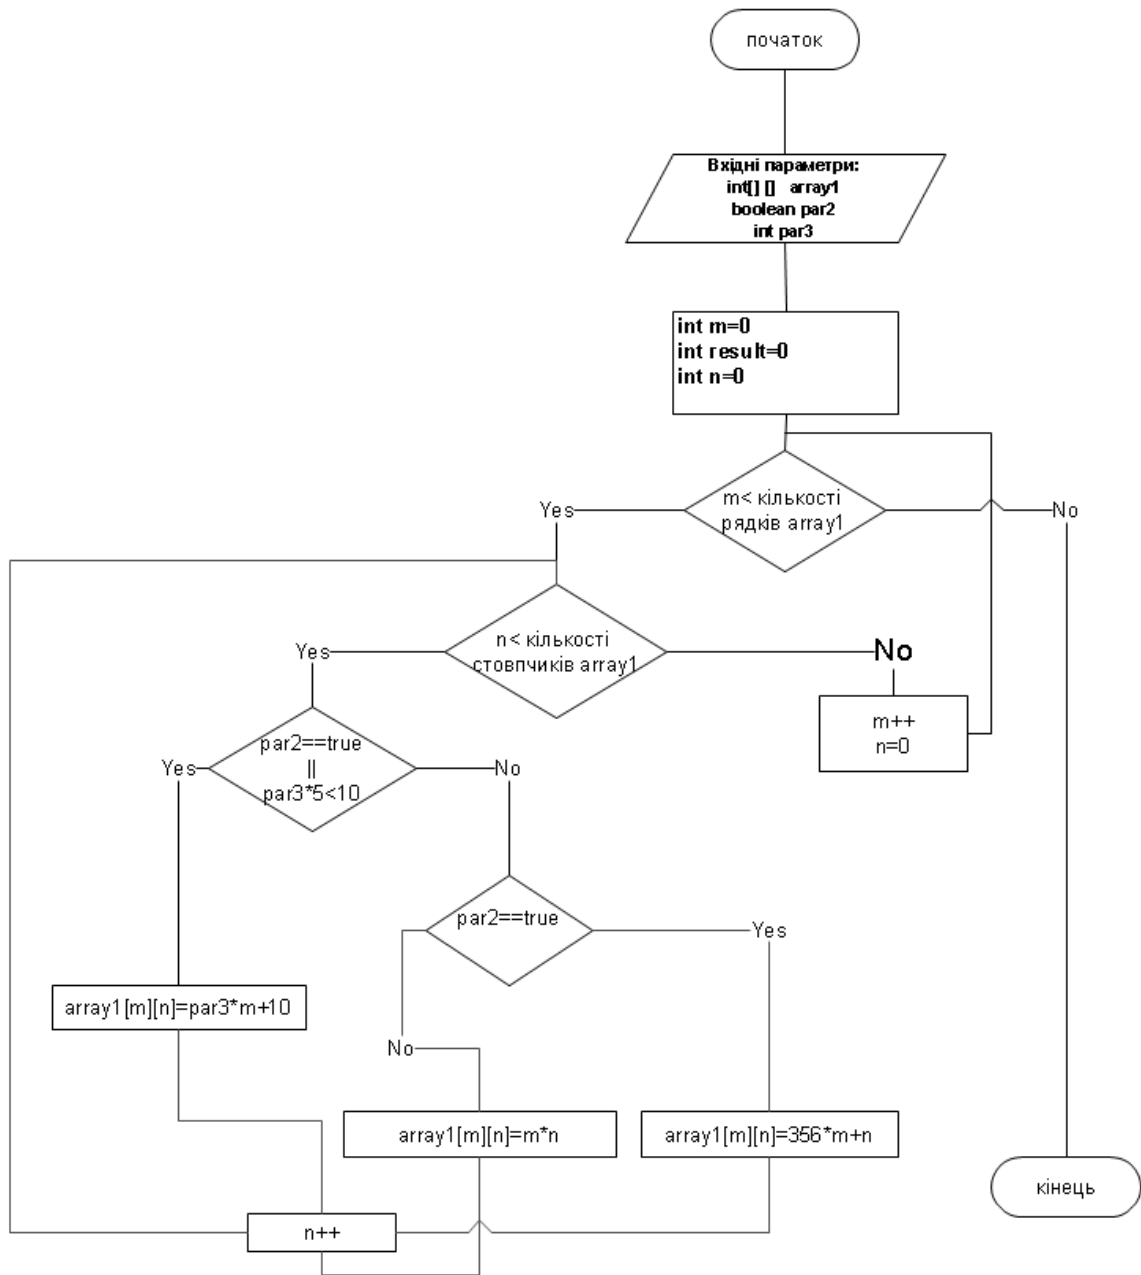 початок
Вхідні параметри:
int[] [] array1
boolean par2
int par3
int m=0
int result=0
int n=0
m< кількості
рядків array1
Yes
No
n< кількості
стовпчиків array1
Yes
No
m++
n=0
par2==true
||
par3*5<10
Yes
No
par2==true
Yes
No
array1[m][n]=par3*m+10
array1[m][n]=m*n
array1[m][n]=356*m+n
n++
кінець